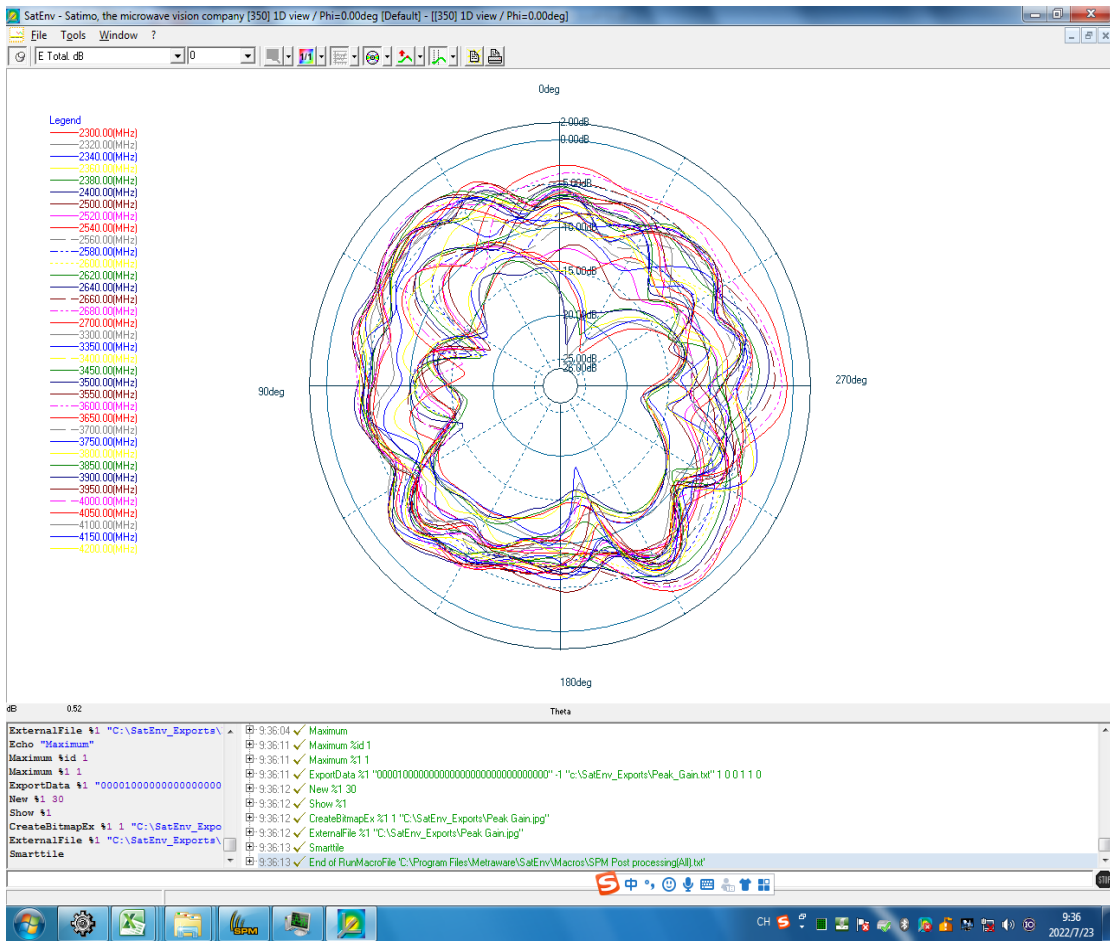 SatEnv - Satimo, the microwave vision company [350] 1D view / Phi=0.00deg [Default] - [[350] 1D view / Phi=0.00deg]
File Tools Window ?
E Total. dB 0
0deg
Legend
2300.00(MHz)
2320.00(MHz)
2340.00(MHz)
2360.00(MHz)
2380.00(MHz)
2400.00(MHz)
2500.00(MHz)
2520.00(MHz)
2540.00(MHz)
2560.00(MHz)
2580.00(MHz)
2600.00(MHz)
2620.00(MHz)
2640.00(MHz)
2660.00(MHz)
2680.00(MHz)
2700.00(MHz)
3300.00(MHz)
3350.00(MHz)
3400.00(MHz)
3450.00(MHz)
3500.00(MHz)
3550.00(MHz)
3600.00(MHz)
3650.00(MHz)
3700.00(MHz)
3750.00(MHz)
3800.00(MHz)
3850.00(MHz)
3900.00(MHz)
3950.00(MHz)
4000.00(MHz)
4050.00(MHz)
4100.00(MHz)
4150.00(MHz)
4200.00(MHz)
2.00dB
0.00dB
-5.00dB
-10.00dB
-15.00dB
-20.00dB
-25.00dB
-26.00dB
90deg
270deg
180deg
dB 0.52 Theta
ExternalFile %1 "C:\SatEnv_Exports\
Echo "Maximum"
Maximum %id 1
Maximum %1 1
ExportData %1 "00001000000000000000
New %1 30
Show %1
CreateBitmapEx %1 1 "C:\SatEnv_Expo
ExternalFile %1 "C:\SatEnv_Exports\
Smarttile
9:36:04 Maximum
9:36:11 Maximum %id 1
9:36:11 Maximum %1 1
9:36:11 ExportData %1 "00001000000000000000000000000000" -1 "c:\SatEnv_Exports\Peak_Gain.txt" 1 0 0 1 1 0
9:36:12 New %1 30
9:36:12 Show %1
9:36:12 CreateBitmapEx %1 1 "C:\SatEnv_Exports\Peak Gain.jpg"
9:36:12 ExternalFile %1 "C:\SatEnv_Exports\Peak Gain.jpg"
9:36:13 Smarttile
9:36:13 End of RunMacroFile 'C:\Program Files\Metraware\SatEnv\Macros\SPM Post processing(All).txt'
STOP
中
SPM
CH
9:36
2022/7/23